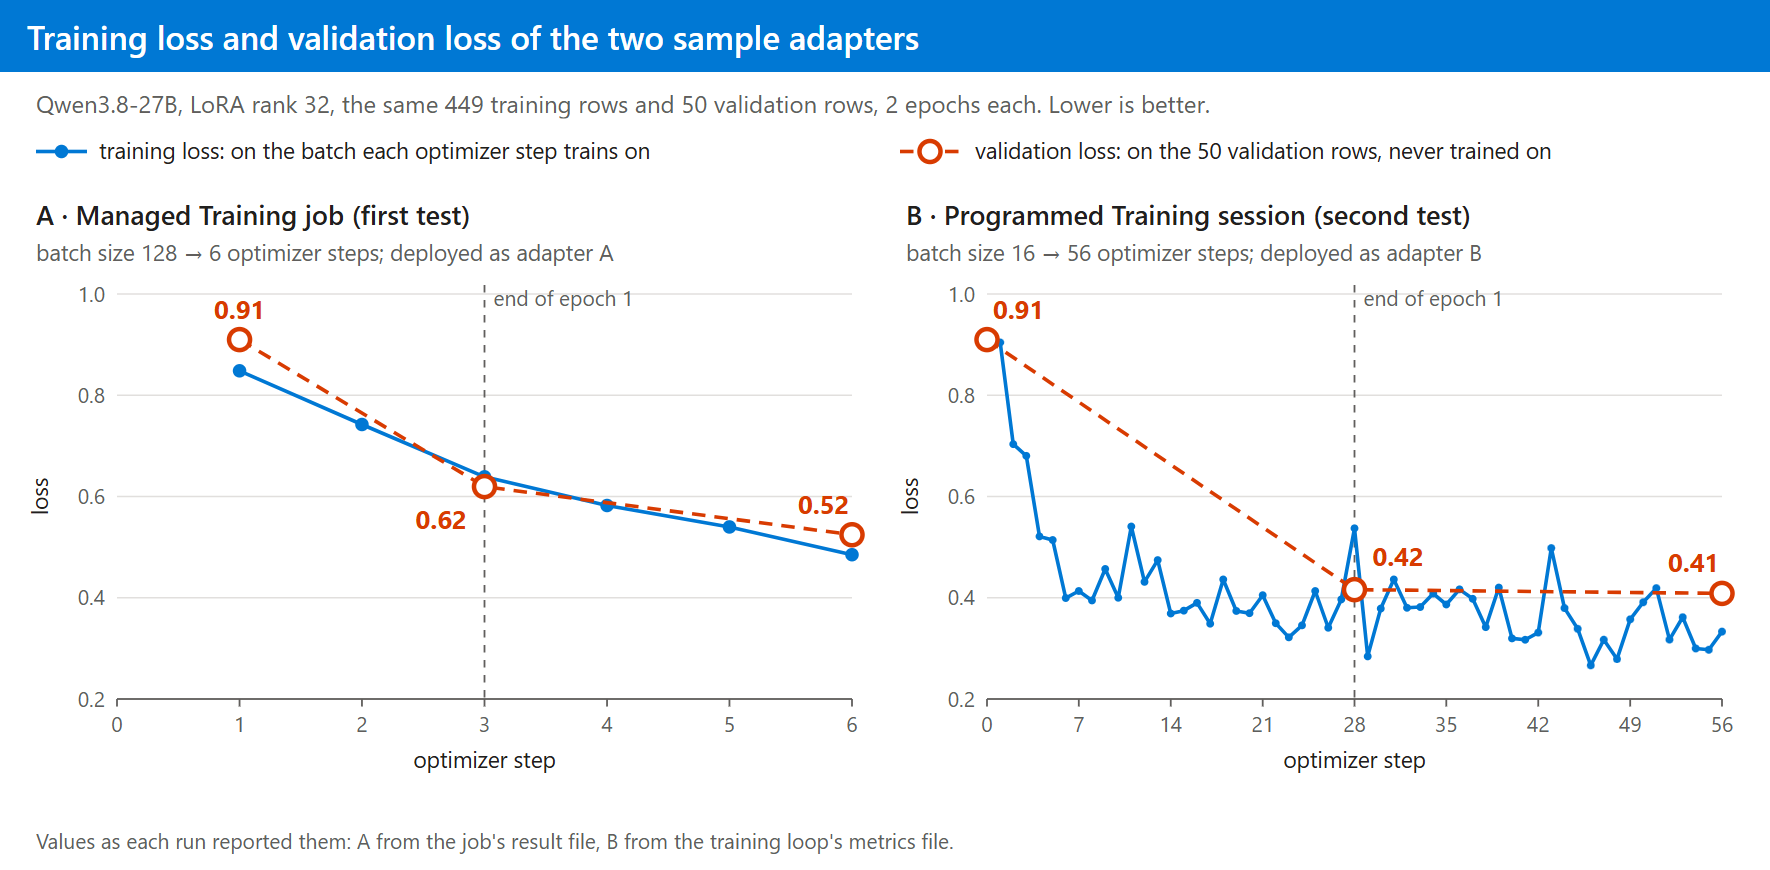 Training loss and validation loss of the two sample adapters
Qwen3.8-27B, LoRA rank 32, the same 449 training rows and 50 validation rows, 2 epochs each. Lower is better.
training loss: on the batch each optimizer step trains on
validation loss: on the 50 validation rows, never trained on
A · Managed Training job (first test)
batch size 128 → 6 optimizer steps; deployed as adapter A
1.0
0.8
0.6
0.4
0.2
loss
end of epoch 1
0.91
0.62
0.52
0
1
2
3
4
5
6
optimizer step
B · Programmed Training session (second test)
batch size 16 → 56 optimizer steps; deployed as adapter B
1.0
0.8
0.6
0.4
0.2
loss
end of epoch 1
0.91
0.42
0.41
0
7
14
21
28
35
42
49
56
optimizer step
Values as each run reported them: A from the job's result file, B from the training loop's metrics file.